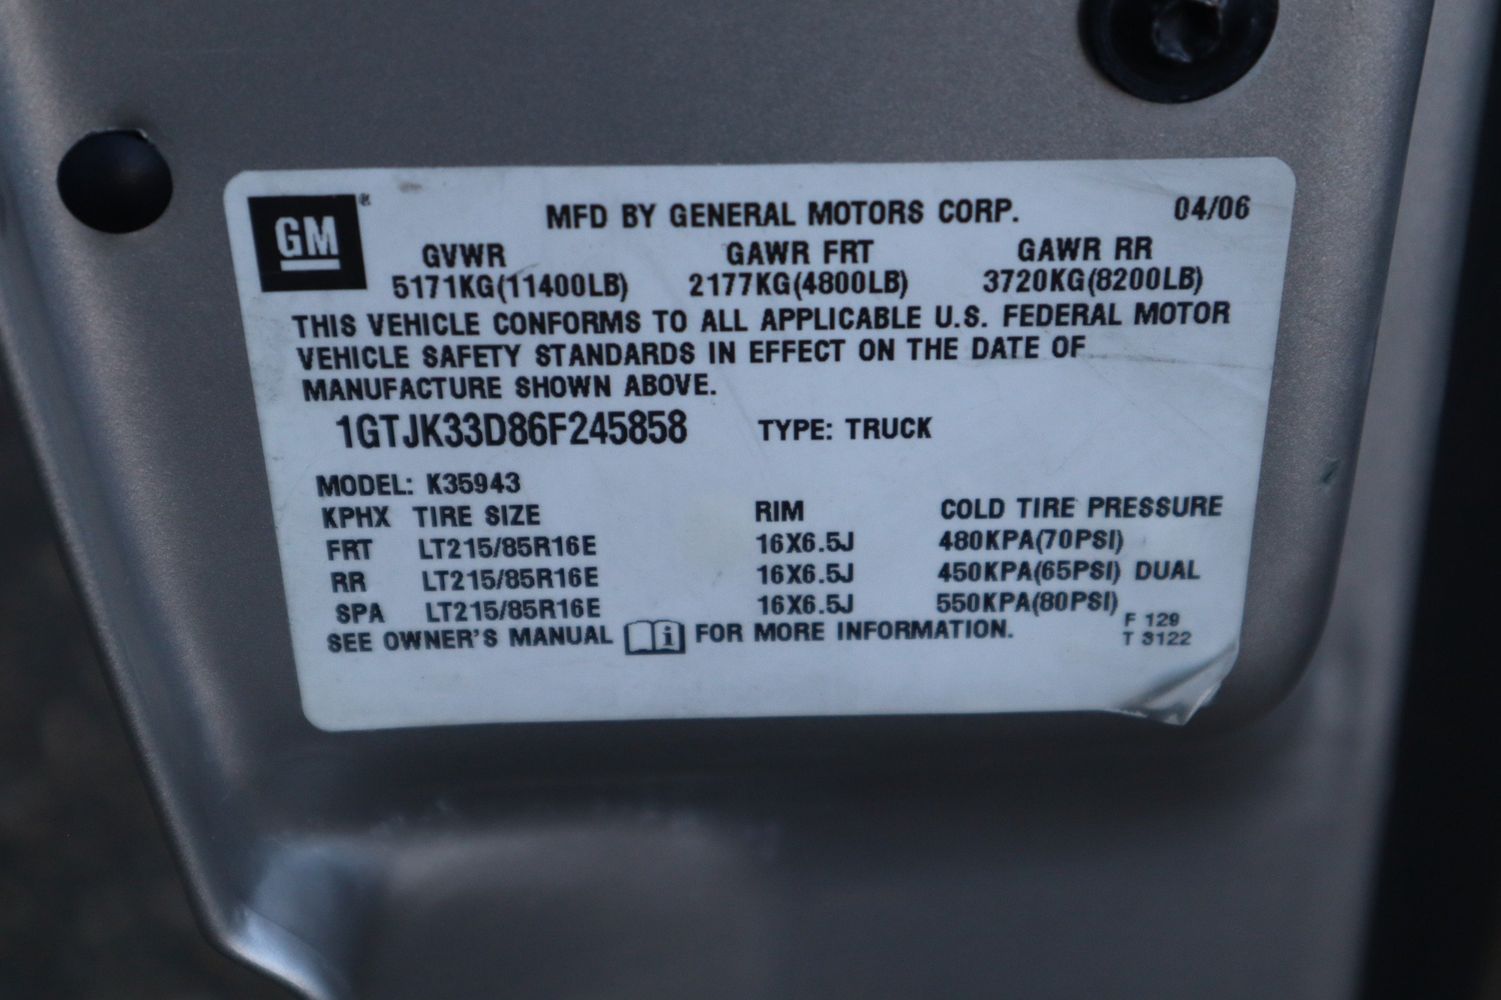 GM®
MFD BY GENERAL MOTORS CORP. 04/06
GVWR GAWR FRT GAWR RR
5171KG(11400LB) 2177KG(4800LB) 3720KG(8200LB)
THIS VEHICLE CONFORMS TO ALL APPLICABLE U.S. FEDERAL MOTOR
VEHICLE SAFETY STANDARDS IN EFFECT ON THE DATE OF
MANUFACTURE SHOWN ABOVE.
1GTJK33D86F245858 TYPE: TRUCK
MODEL: K35943
KPHX TIRE SIZE RIM COLD TIRE PRESSURE
FRT LT215/85R16E 16X6.5J 480KPA(70PSI)
RR LT215/85R16E 16X6.5J 450KPA(65PSI) DUAL
SPA LT215/85R16E 16X6.5J 550KPA(80PSI)
SEE OWNER'S MANUAL i FOR MORE INFORMATION.
F 129
T 3122